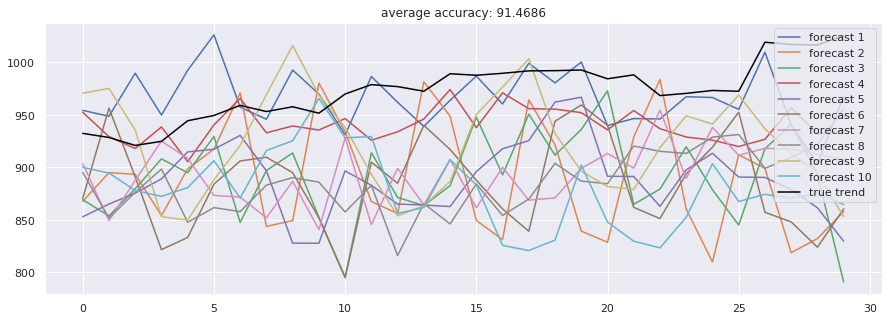 average accuracy: 91.4686
1000
950
900
850
800
0
5
10
15
20
25
30
forecast 1
forecast 2
forecast 3
forecast 4
forecast 5
forecast 6
forecast 7
forecast 8
forecast 9
forecast 10
true trend